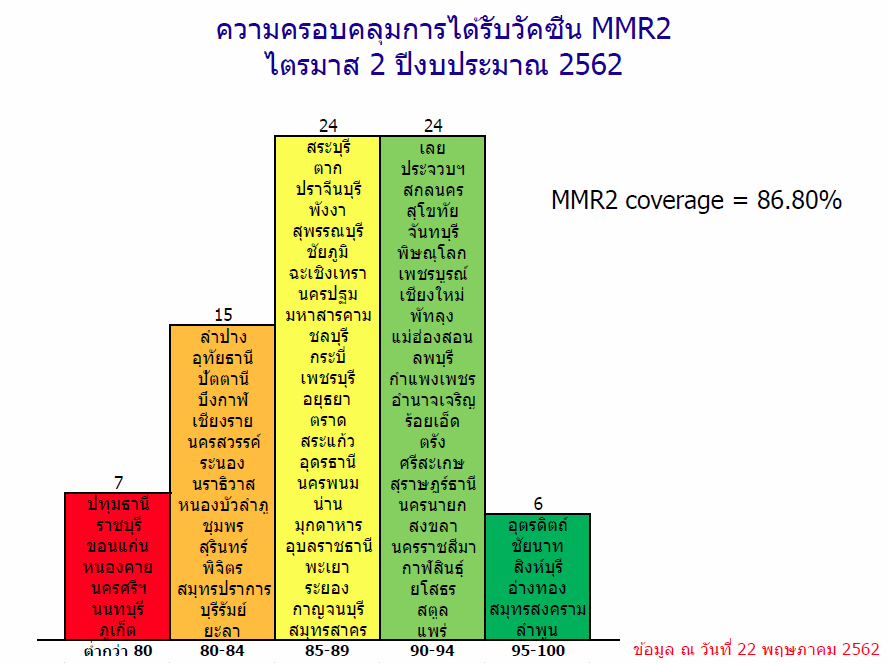 ความครอบคลุมการได้รับวัคซีน MMR2
ไตรมาส 2 ปีงบประมาณ 2562
MMR2 coverage = 86.80%
7
ปทุมธานี
ราชบุรี
ขอนแก่น
หนองคาย
นครศรีฯ
นนทบุรี
ภูเก็ต
ต่ำกว่า 80
15
ลำปาง
อุทัยธานี
ปัตตานี
บึงกาฬ
เชียงราย
นครสวรรค์
ระนอง
นราธิวาส
หนองบัวลำภู
ชุมพร
สุรินทร์
พิจิตร
สมุทรปราการ
บุรีรัมย์
ยะลา
80-84
24
สระบุรี
ตาก
ปราจีนบุรี
พังงา
สุพรรณบุรี
ชัยภูมิ
ฉะเชิงเทรา
นครปฐม
มหาสารคาม
ชลบุรี
กระบี่
เพชรบุรี
อยุธยา
ตราด
สระแก้ว
อุดรธานี
นครพนม
น่าน
มุกดาหาร
อุบลราชธานี
พะเยา
ระยอง
กาญจนบุรี
สมุทรสาคร
85-89
24
เลย
ประจวบฯ
สกลนคร
สุโขทัย
จันทบุรี
พิษณุโลก
เพชรบูรณ์
เชียงใหม่
พัทลุง
แม่ฮ่องสอน
ลพบุรี
กำแพงเพชร
อำนาจเจริญ
ร้อยเอ็ด
ตรัง
ศรีสะเกษ
สุราษฎร์ธานี
นครนายก
สงขลา
นครราชสีมา
กาฬสินธุ์
ยโสธร
สตูล
แพร่
90-94
6
อุตรดิตถ์
ชัยนาท
สิงห์บุรี
อ่างทอง
สมุทรสงคราม
ลำพูน
95-100
ข้อมูล ณ วันที่ 22 พฤษภาคม 2562